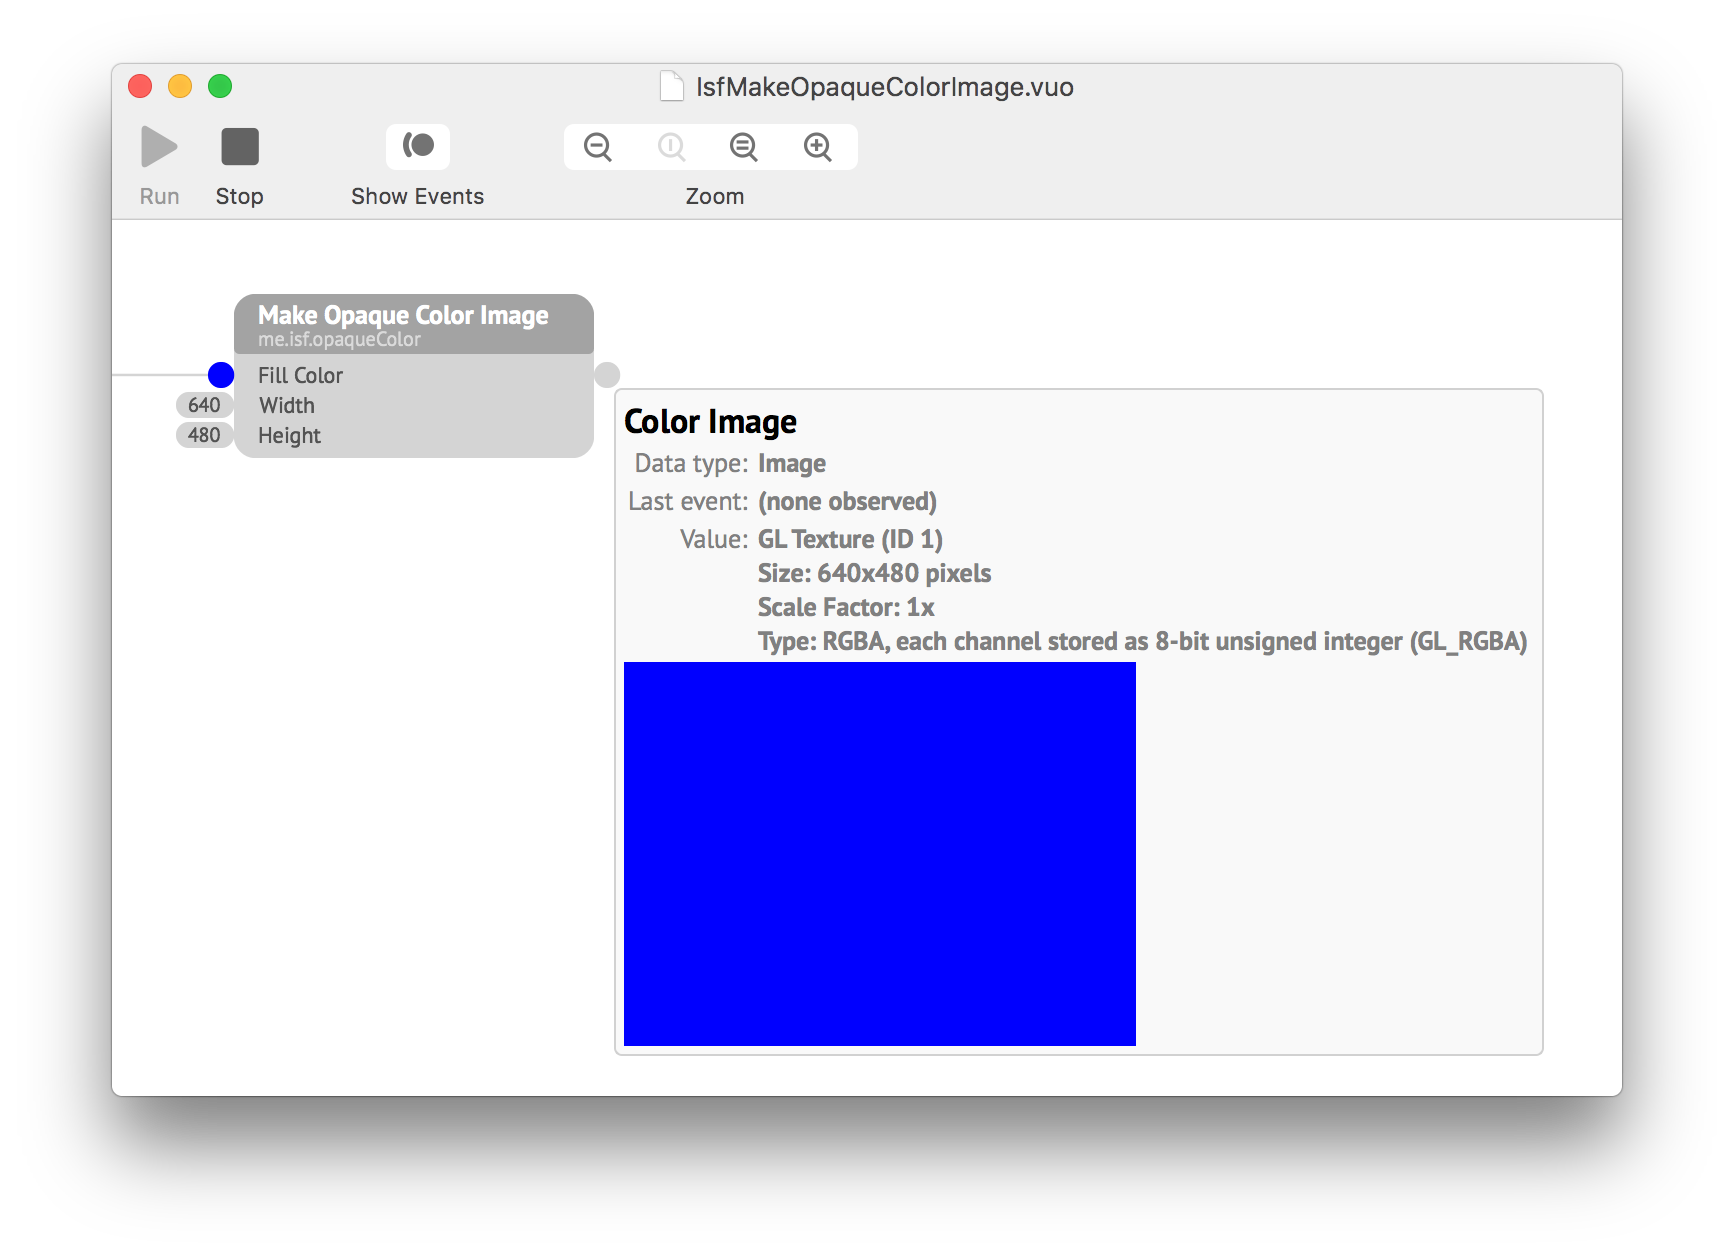 IsfMakeOpaqueColorImage.vuo
Run
Stop
Show Events
Zoom
Make Opaque Color Image
me.isf.opaqueColor
Fill Color
640 Width
480 Height
Color Image
Data type: Image
Last event: (none observed)
Value: GL Texture (ID 1)
Size: 640x480 pixels
Scale Factor: 1x
Type: RGBA, each channel stored as 8-bit unsigned integer (GL_RGBA)